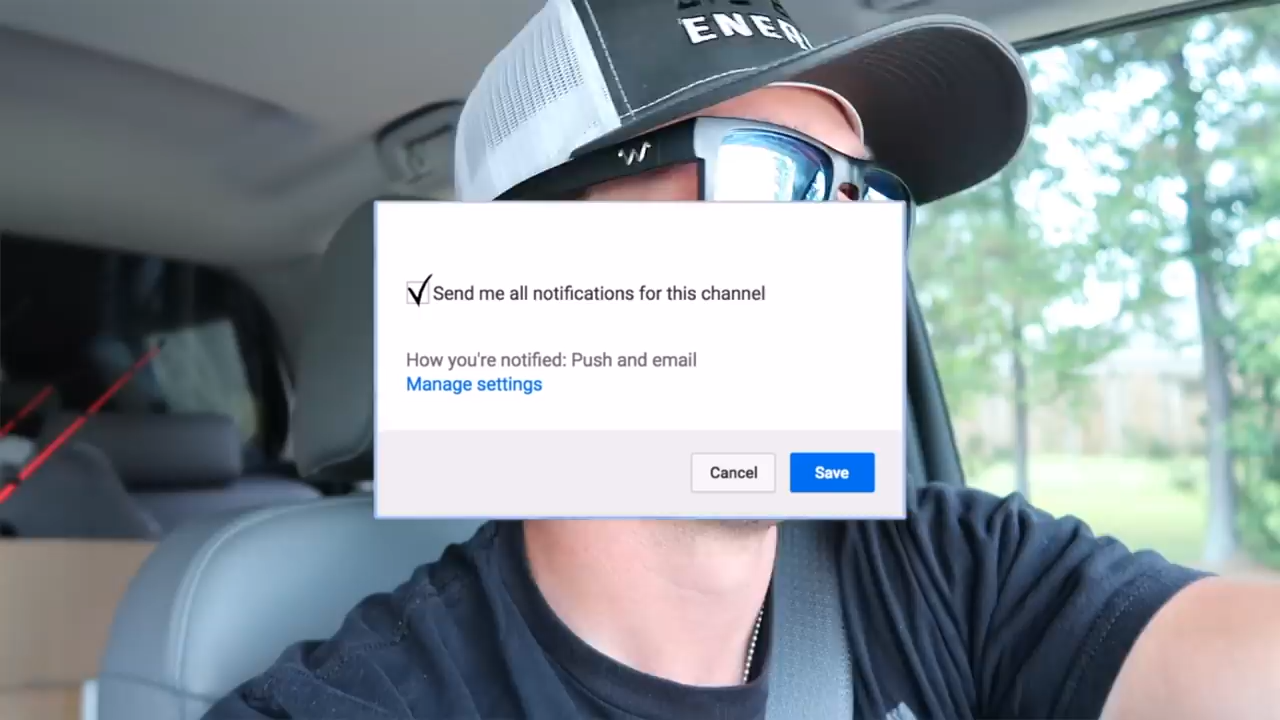 ENER
Send me all notifications for this channel
How you're notified: Push and email
Manage settings
Cancel
Save